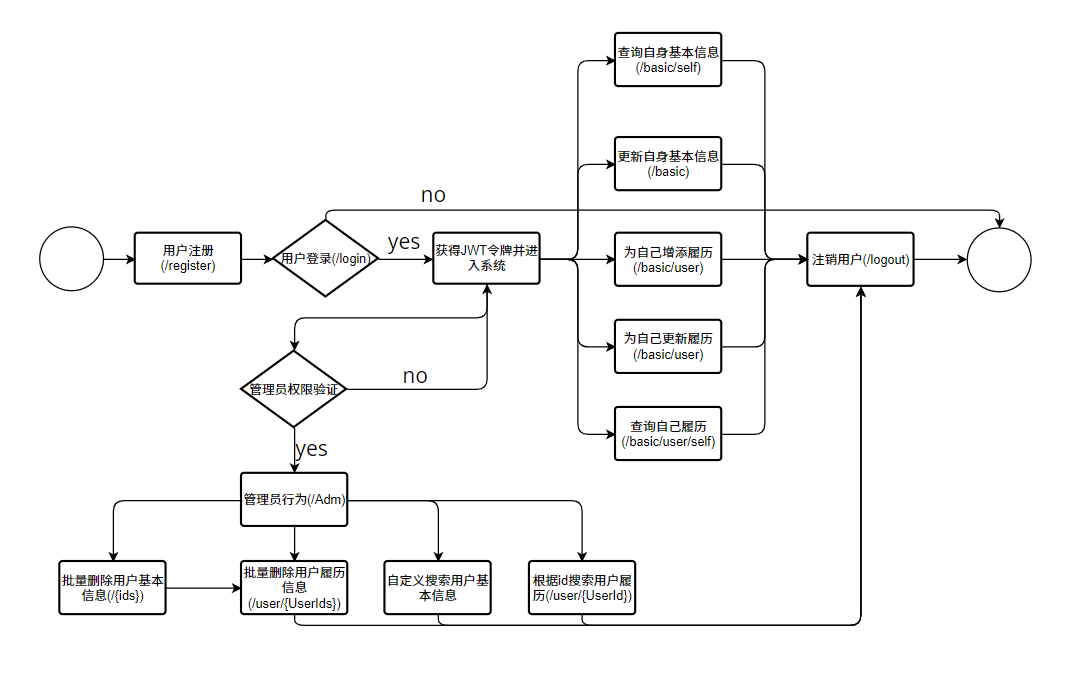 查询自身基本信息
(/basic/self)
更新自身基本信息
(/basic)
no
用户注册
(/register)
用户登录(/login)
yes
获得JWT令牌并进
入系统
为自己增添履历
(/basic/user)
注销用户(/logout)
为自己更新履历
(/basic/user)
管理员权限验证
no
查询自己履历
(/basic/user/self)
yes
管理员行为(/Adm)
批量删除用户基本
信息(/{ids})
批量删除用户履历
信息
(/user/{UserIds})
自定义搜索用户基
本信息
根据id搜索用户履
历(/user/{UserId})